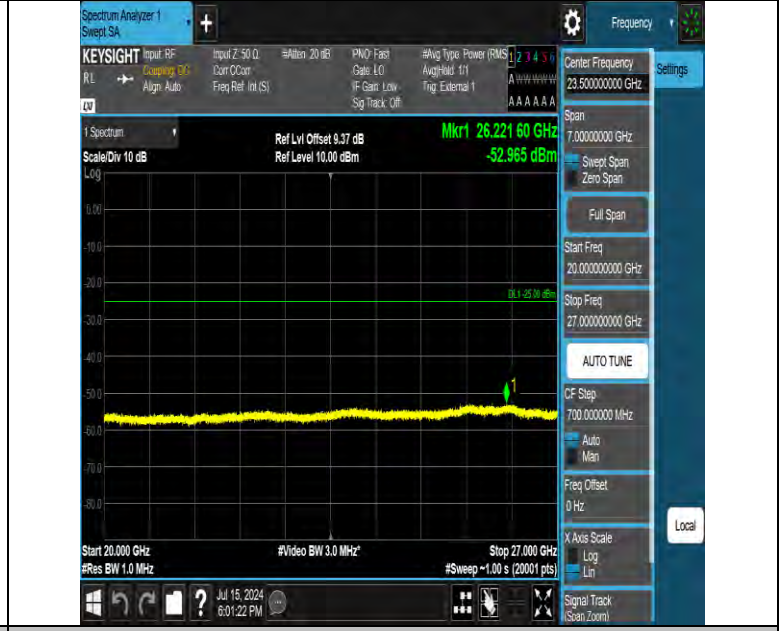 Spectrum Analyzer 1
Swept SA
+
Frequency
KEYSIGHT
RL
LXI
Input: RF
Coupling: DC
Align: Auto
Input Z: 50 Ω
Corr CCorr
Freq Ref: Int (S)
#Atten: 20 dB
PNO: Fast
Gate: LO
IF Gain: Low
Sig Track: Off
#Avg Type: Power (RMS
Avg|Hold: 1/1
Trig: External 1
1 2 3 4 5 6
A W W W W W
A A A A A A
1 Spectrum
Scale/Div 10 dB
Log
Ref Lvl Offset 9.37 dB
Ref Level 10.00 dBm
Mkr1 26.221 60 GHz
-52.965 dBm
0.00
-10.0
-20.0
DL1 -25.00 dBm
-30.0
-40.0
1
-50.0
-60.0
-70.0
-80.0
Start 20.000 GHz
#Res BW 1.0 MHz
#Video BW 3.0 MHz*
Stop 27.000 GHz
#Sweep ~1.00 s (20001 pts)
Center Frequency
23.500000000 GHz
Settings
Span
7.00000000 GHz
Swept Span
Zero Span
Full Span
Start Freq
20.000000000 GHz
Stop Freq
27.000000000 GHz
AUTO TUNE
CF Step
700.000000 MHz
Auto
Man
Freq Offset
0 Hz
X Axis Scale
Log
Lin
Local
Signal Track
(Span Zoom)
?
Jul 15, 2024
6:01:22 PM